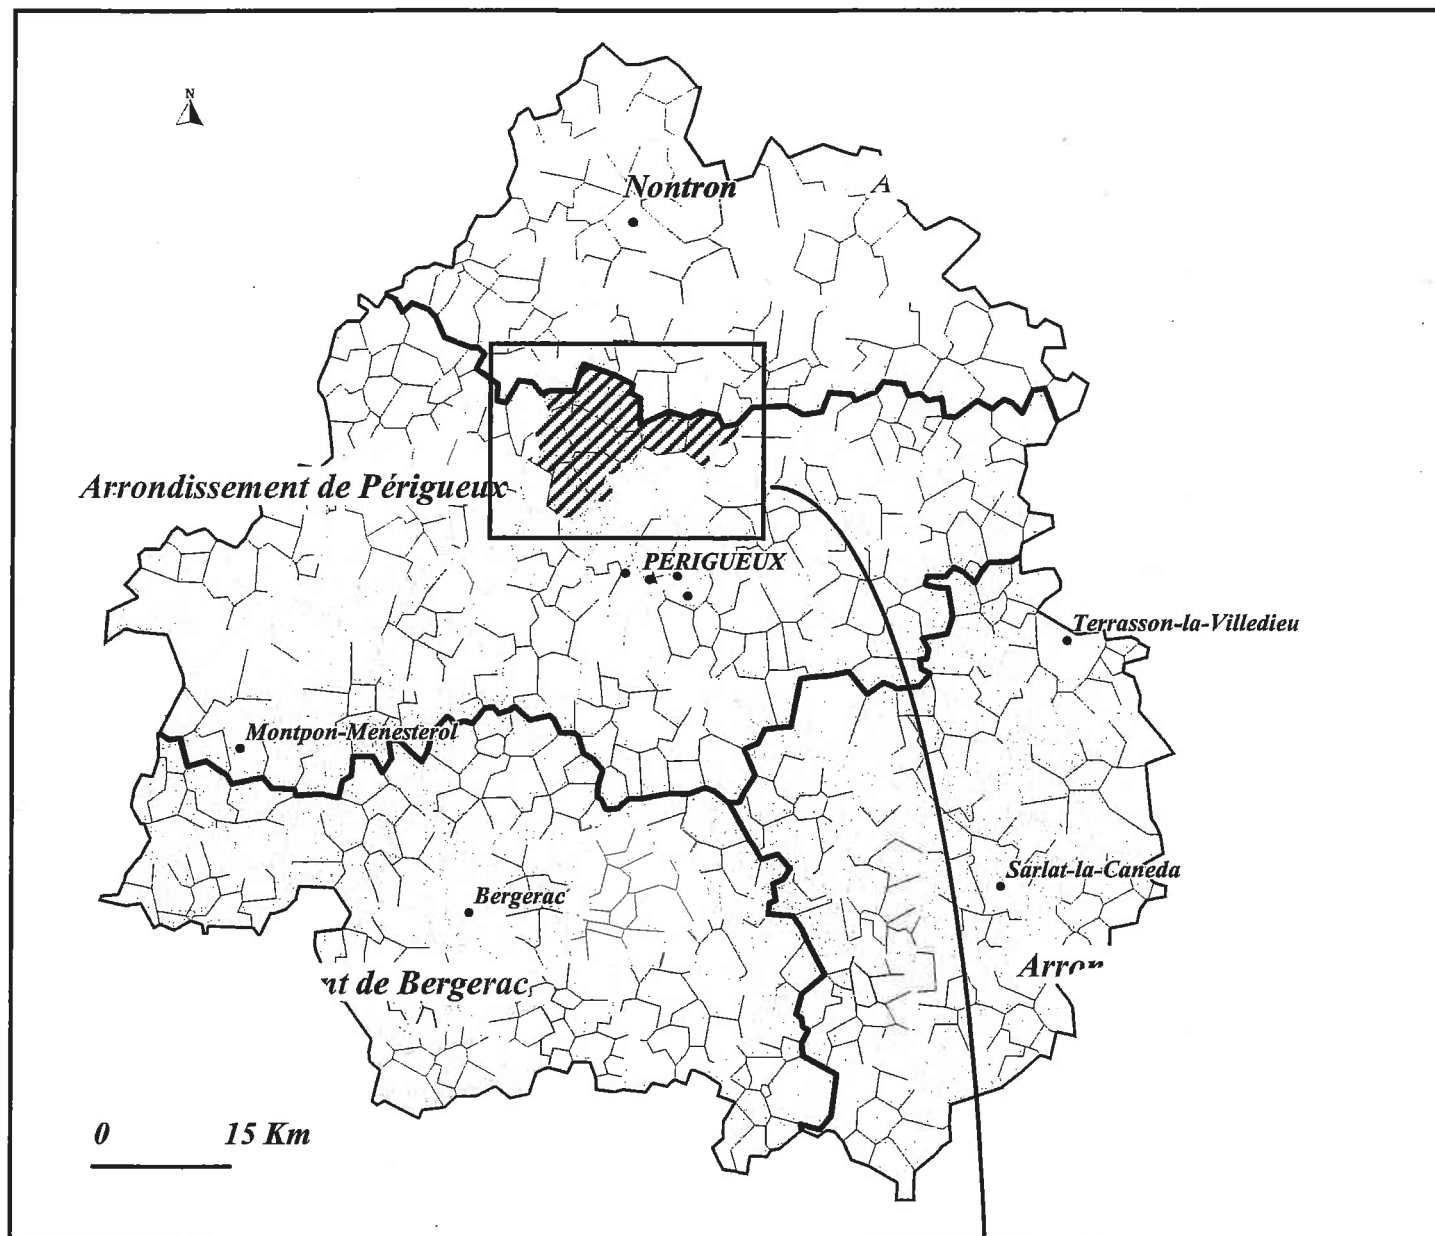 N
Nontron
A
Arrondissement de Périgueux
PERIGUEUX
Terrasson-la-Villedieu
Montpon-Menesterol
Sarlat-la-Caneda
Bergerac
Arron
nt de Bergerac
0 15 Km